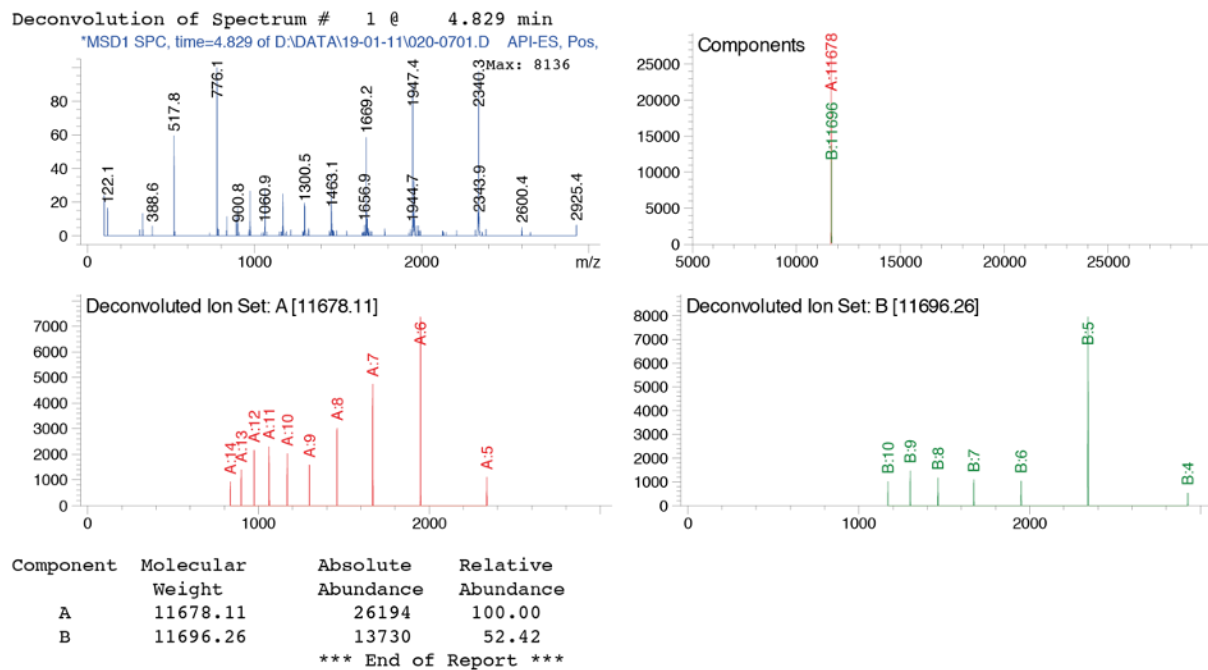 Deconvolution of Spectrum # 1 @ 4.829 min
*MSD1 SPC, time=4.829 of D:\DATA\19-01-11\020-0701.D API-ES, Pos,
Max: 8136
80
60
40
20
0
122.1
388.6
517.8
776.1
900.8
1060.9
1300.5
1463.1
1656.9
1669.2
1944.7
1947.4
2340.3
2343.9
2600.4
2925.4
0 1000 2000 m/z
Components
25000
20000
15000
10000
5000
0
A:11678
B:11696
5000 10000 15000 20000 25000
Deconvoluted Ion Set: A [11678.11]
7000
6000
5000
4000
3000
2000
1000
0
A:14
A:13
A:12
A:11
A:10
A:9
A:8
A:7
A:6
A:5
0 1000 2000
Deconvoluted Ion Set: B [11696.26]
8000
7000
6000
5000
4000
3000
2000
1000
0
B:10
B:9
B:8
B:7
B:6
B:5
B:4
0 1000 2000
Component Molecular Absolute Relative
Weight Abundance Abundance
A 11678.11 26194 100.00
B 11696.26 13730 52.42
*** End of Report ***